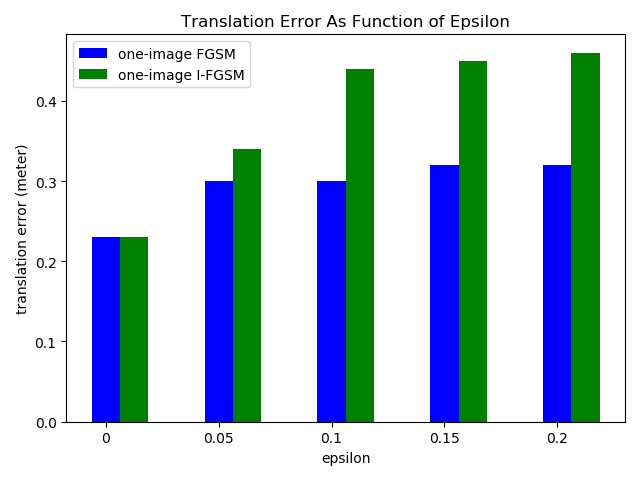 Translation Error As Function of Epsilon
one-image FGSM
one-image I-FGSM
translation error (meter)
0.4
0.3
0.2
0.1
0.0
0 0.05 0.1 0.15 0.2
epsilon